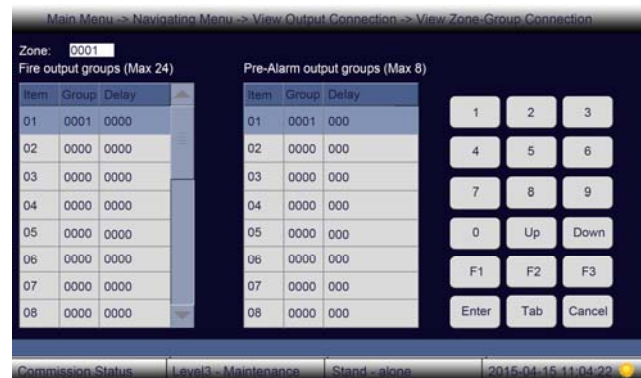 Main Menu -> Navigating Menu -> View Output Connection -> View Zone-Group Connection
Zone: 0001
Fire output groups (Max 24) Pre-Alarm output groups (Max 8)
Item Group Delay Item Group Delay
01 0001 0000 01 0001 000 1 2 3
02 0000 0000 02 0000 000 4 5 6
03 0000 0000 03 0000 000
04 0000 0000 04 0000 000 7 8 9
05 0000 0000 05 0000 000 0 Up Down
06 0000 0000 06 0000 000 F1 F2 F3
07 0000 0000 07 0000 000
08 0000 0000 08 0000 000 Enter Tab Cancel
Commission Status Level3 - Maintenance Stand - alone 2015-04-15 11:04:22